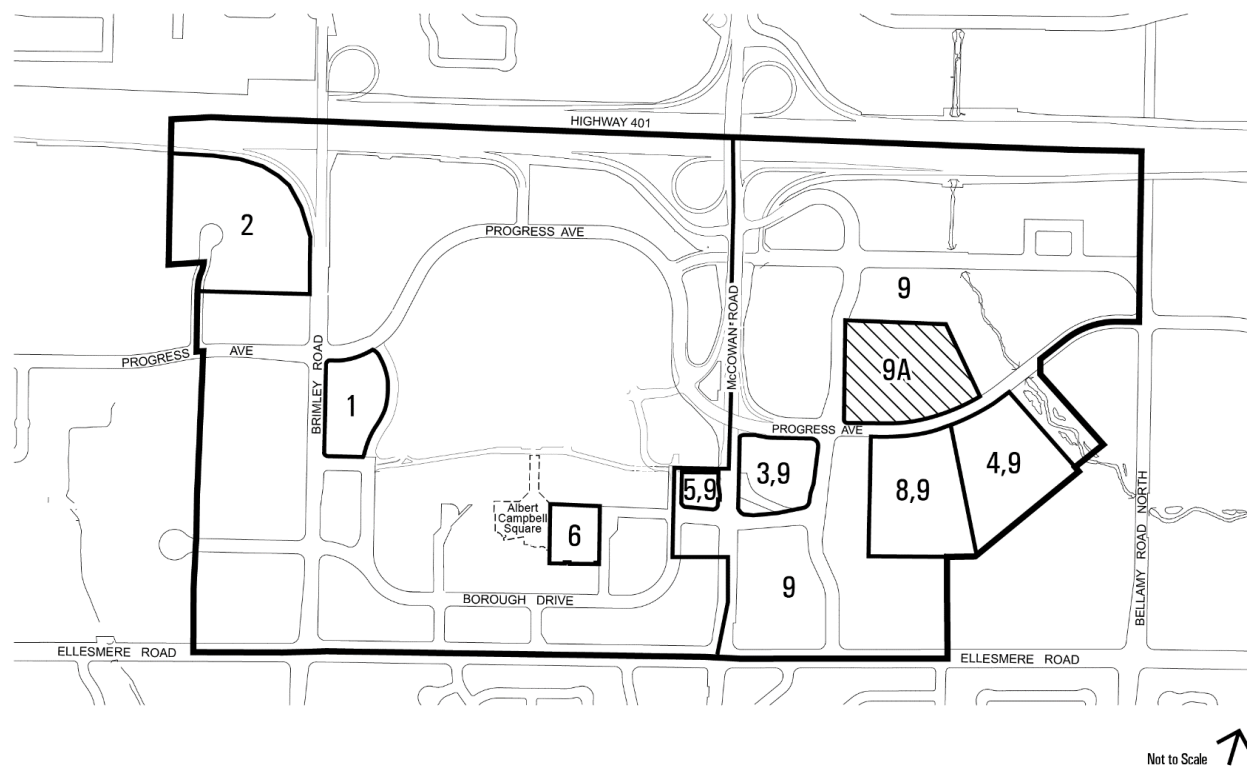 HIGHWAY 401
2
PROGRESS AVE
McCOWAN ROAD
9
PROGRESS AVE
BRIMLEY ROAD
9A
1
PROGRESS AVE
3,9
4,9
5,9
8,9
Albert
Campbell
Square
6
BELLAMY ROAD NORTH
9
BOROUGH DRIVE
ELLESMERE ROAD
ELLESMERE ROAD
Not to Scale